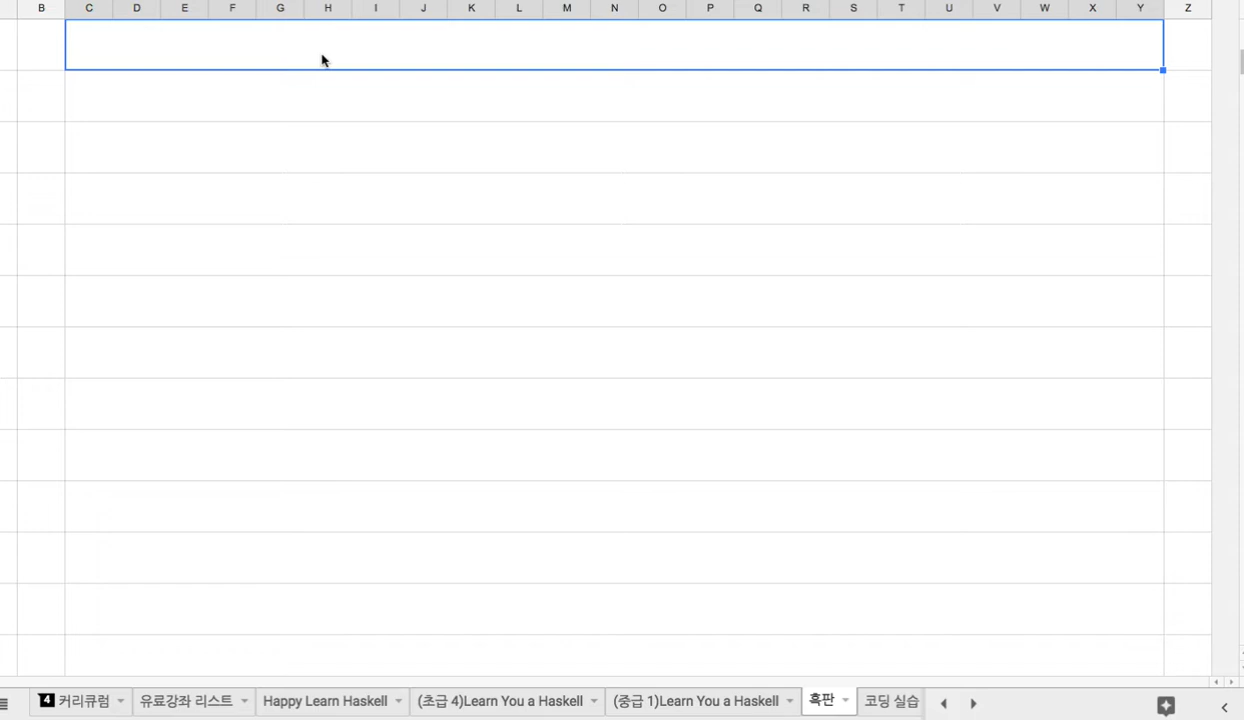 B C D E F G H I J K L M N O P Q R S T U V W X Y Z
4 커리큘럼 유료강좌 리스트 Happy Learn Haskell (초급 4)Learn You a Haskell (중급 1)Learn You a Haskell 흑판 코딩 실습